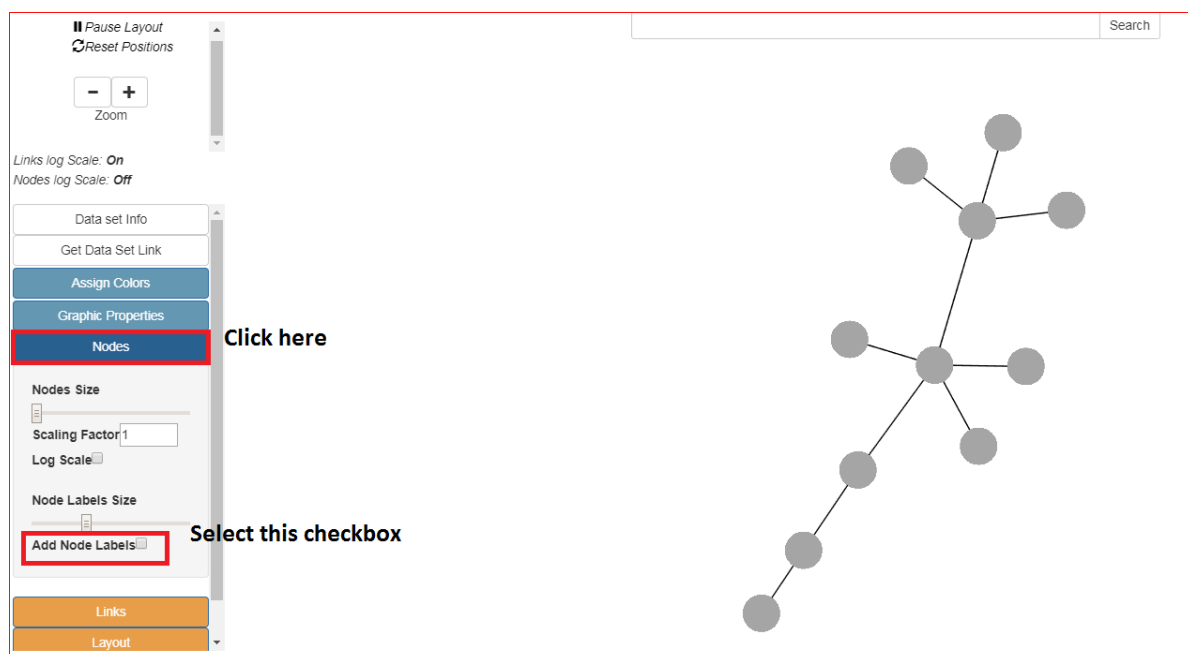 Pause Layout
Reset Positions
Search
- +
Zoom
Links log Scale: On
Nodes log Scale: Off
Data set Info
Get Data Set Link
Assign Colors
Graphic Properties
Nodes
Click here
Nodes Size
Scaling Factor 1
Log Scale
Node Labels Size
Select this checkbox
Add Node Labels
Links
Layout